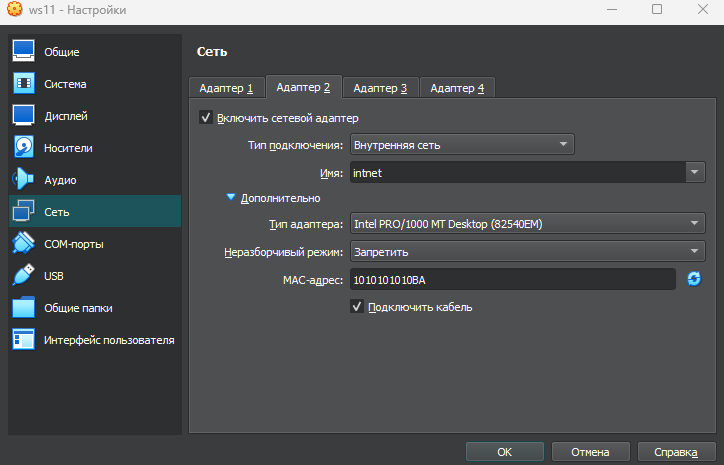 ws11 - Настройки
Общие
Система
Дисплей
Носители
Аудио
Сеть
COM-порты
USB
Общие папки
Интерфейс пользователя
Сеть
Адаптер 1 Адаптер 2 Адаптер 3 Адаптер 4
Включить сетевой адаптер
Тип подключения: Внутренняя сеть
Имя: intnet
Дополнительно
Тип адаптера: Intel PRO/1000 MT Desktop (82540EM)
Неразборчивый режим: Запретить
MAC-адрес: 1010101010BA
Подключить кабель
OK Отмена Справка